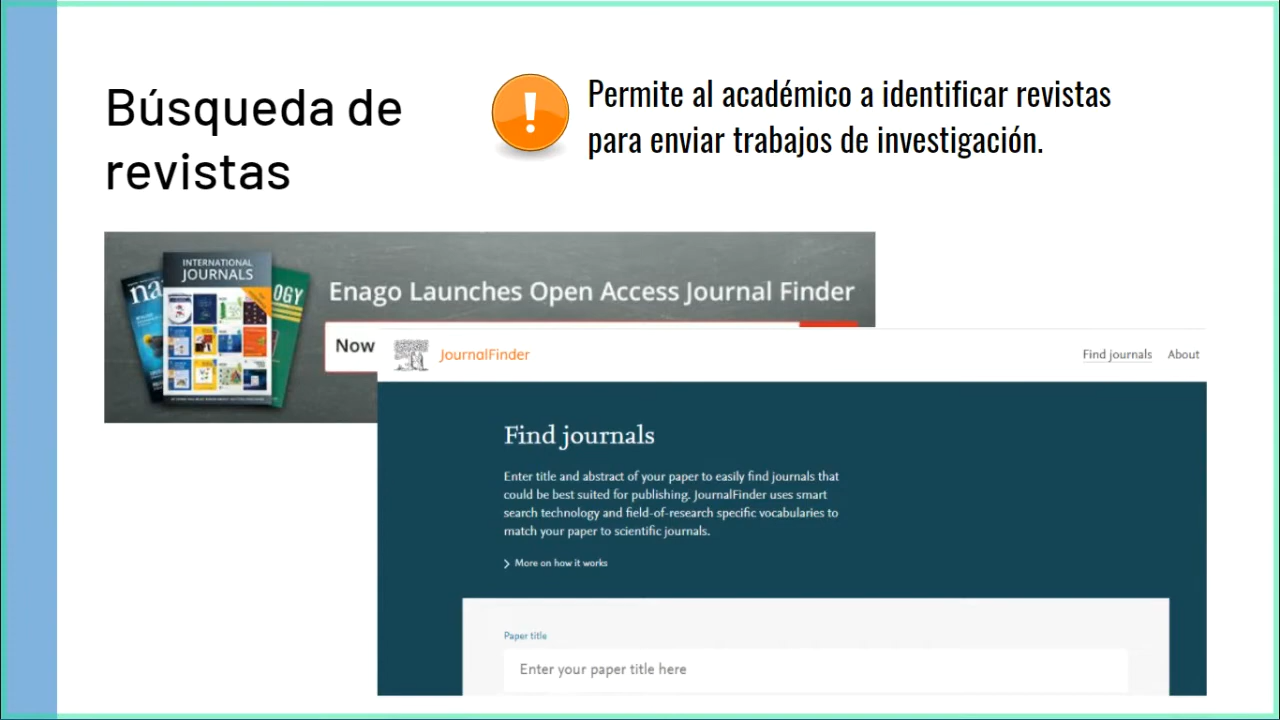 Búsqueda de
revistas
!
Permite al académico a identificar revistas
para enviar trabajos de investigación.
na
INTERNATIONAL
JOURNALS
OGY
Enago Launches Open Access Journal Finder
Now
JournalFinder
Find journals
About
Find journals
Enter title and abstract of your paper to easily find journals that
could be best suited for publishing. JournalFinder uses smart
search technology and field-of-research specific vocabularies to
match your paper to scientific journals.
More on how it works
Paper title
Enter your paper title here